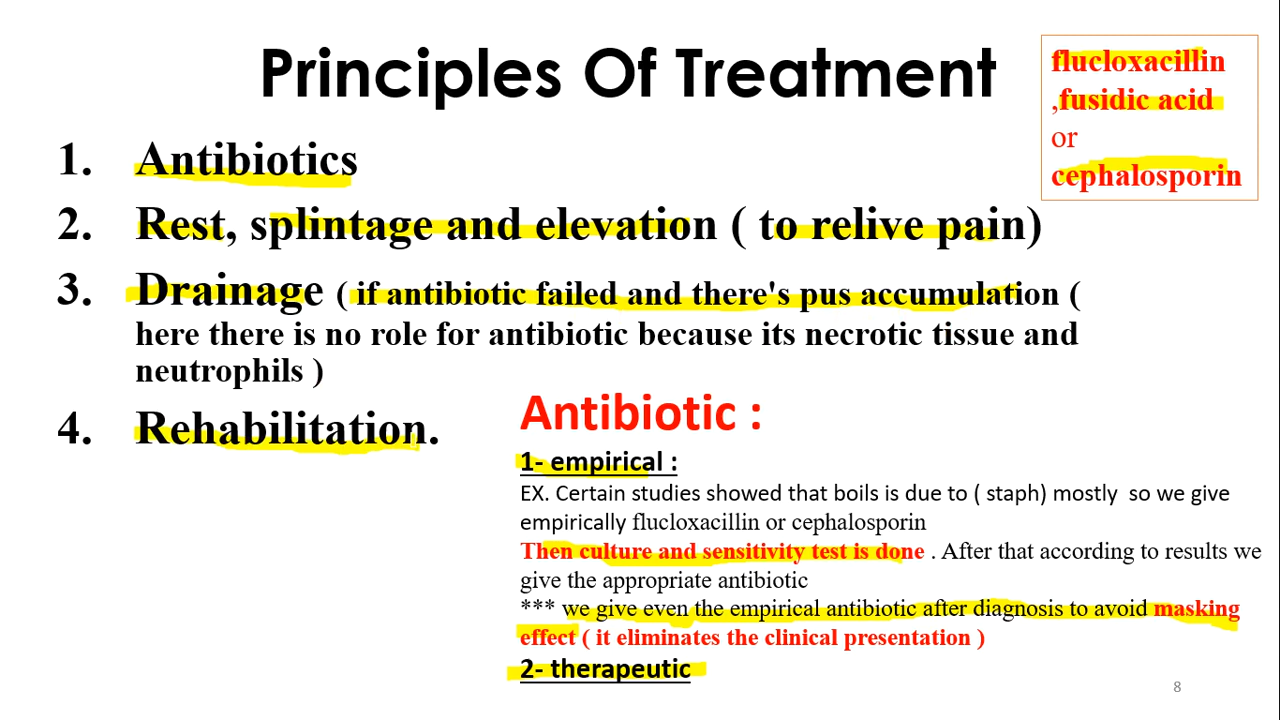 Principles Of Treatment
flucloxacillin
,fusidic acid
or
cephalosporin
1. Antibiotics
2. Rest, splintage and elevation ( to relive pain)
3. Drainage ( if antibiotic failed and there's pus accumulation (
here there is no role for antibiotic because its necrotic tissue and
neutrophils )
4. Rehabilitation.
Antibiotic :
1- empirical :
EX. Certain studies showed that boils is due to ( staph) mostly so we give
empirically flucloxacillin or cephalosporin
Then culture and sensitivity test is done . After that according to results we
give the appropriate antibiotic
*** we give even the empirical antibiotic after diagnosis to avoid masking
effect ( it eliminates the clinical presentation )
2- therapeutic
8